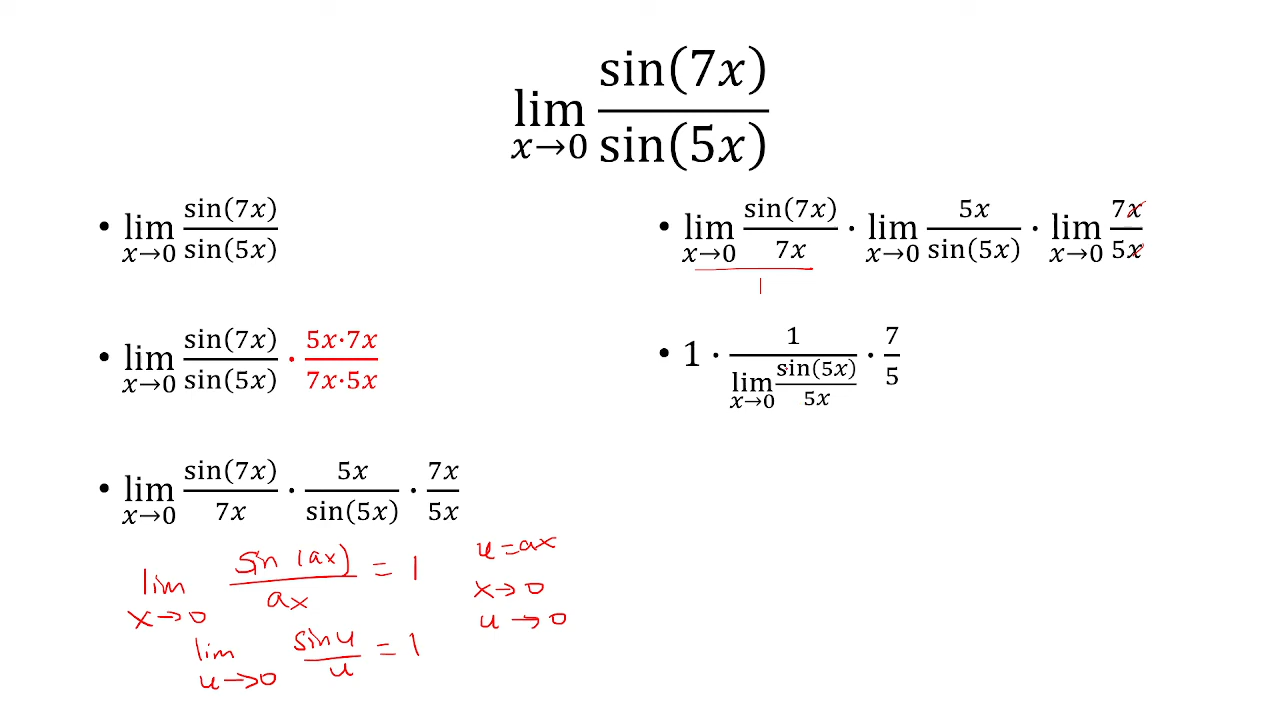 lim x→0 sin(7x)/sin(5x)
• lim x→0 sin(7x)/sin(5x)
• lim x→0 sin(7x)/sin(5x) · 5x·7x/7x·5x
• lim x→0 sin(7x)/7x · 5x/sin(5x) · 7x/5x
lim x→0 sin(ax)/ax = 1
u=ax
x→0
u→0
lim u→0 sinu/u = 1
• lim x→0 sin(7x)/7x · lim x→0 5x/sin(5x) · lim x→0 7x/5x
1
• 1 · 1/(lim x→0 sin(5x)/5x) · 7/5